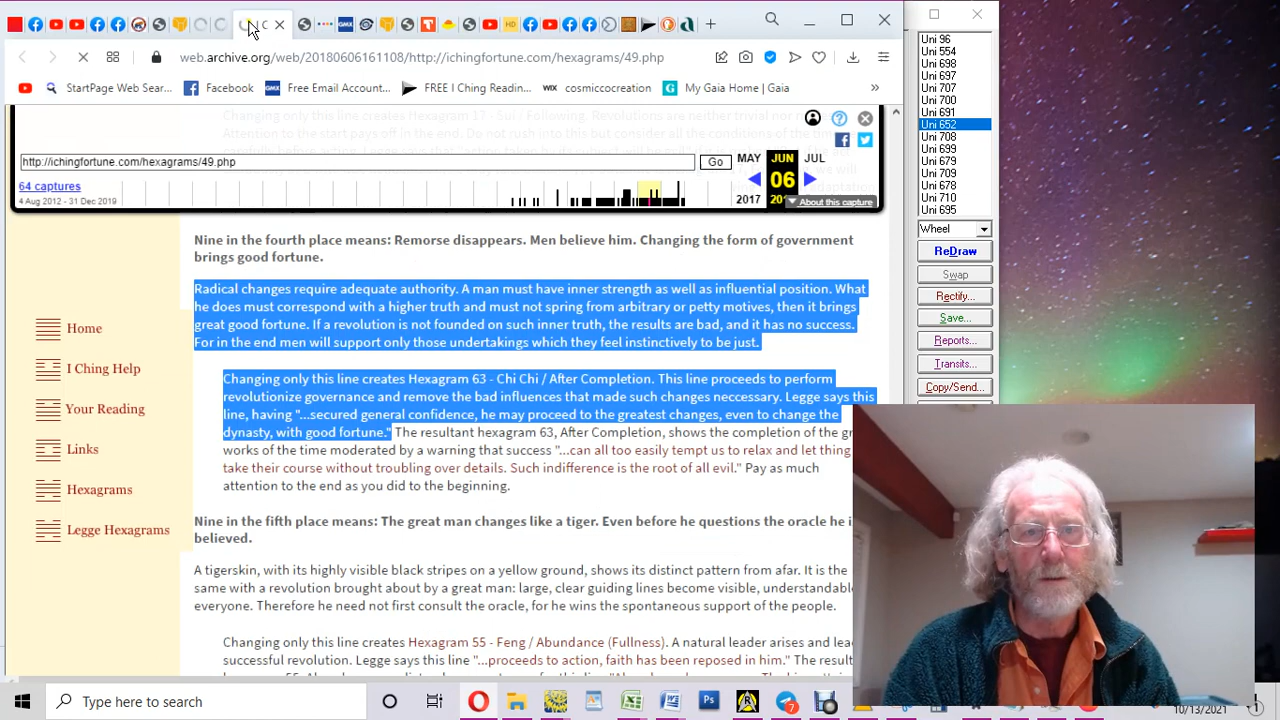 web.archive.org/web/20180606161108/http://ichingfortune.com/hexagrams/49.php
StartPage Web Sear...
Facebook
Free Email Account...
FREE I Ching Readin...
WIX cosmiccocreation
My Gaia Home | Gaia
»
Changing only this line creates Hexagram 17 - Sui / Following. Revolutions are neither trivial nor
http://ichingfortune.com/hexagrams/49.php
Go
MAY JUN JUL
64 captures
06
4 Aug 2012 - 31 Dec 2019
2017
About this capture
Nine in the fourth place means: Remorse disappears. Men believe him. Changing the form of government
brings good fortune.
Radical changes require adequate authority. A man must have inner strength as well as influential position. What
he does must correspond with a higher truth and must not spring from arbitrary or petty motives, then it brings
great good fortune. If a revolution is not founded on such inner truth, the results are bad, and it has no success.
For in the end men will support only those undertakings which they feel instinctively to be just.
Changing only this line creates Hexagram 63 - Chi Chi / After Completion. This line proceeds to perform
revolutionize governance and remove the bad influences that made such changes neccessary. Legge says this
line, having "...secured general confidence, he may proceed to the greatest changes, even to change the
dynasty, with good fortune." The resultant hexagram 63, After Completion, shows the completion of the gr
works of the time moderated by a warning that success "...can all too easily tempt us to relax and let thing
take their course without troubling over details. Such indifference is the root of all evil." Pay as much
attention to the end as you did to the beginning.
Nine in the fifth place means: The great man changes like a tiger. Even before he questions the oracle he i
believed.
A tigerskin, with its highly visible black stripes on a yellow ground, shows its distinct pattern from afar. It is the
same with a revolution brought about by a great man: large, clear guiding lines become visible, understandable
everyone. Therefore he need not first consult the oracle, for he wins the spontaneous support of the people.
Changing only this line creates Hexagram 55 - Feng / Abundance (Fullness). A natural leader arises and lea
successful revolution. Legge says this line "...proceeds to action, faith has been reposed in him." The result
Home
I Ching Help
Your Reading
Links
Hexagrams
Legge Hexagrams
Uni 96
Uni 554
Uni 698
Uni 697
Uni 707
Uni 700
Uni 691
Uni 652
Uni 708
Uni 699
Uni 679
Uni 709
Uni 678
Uni 710
Uni 695
Wheel
ReDraw
Swap
Rectify...
Save...
Reports...
Transits...
Copy/Send...
Type here to search
7
10/13/2021